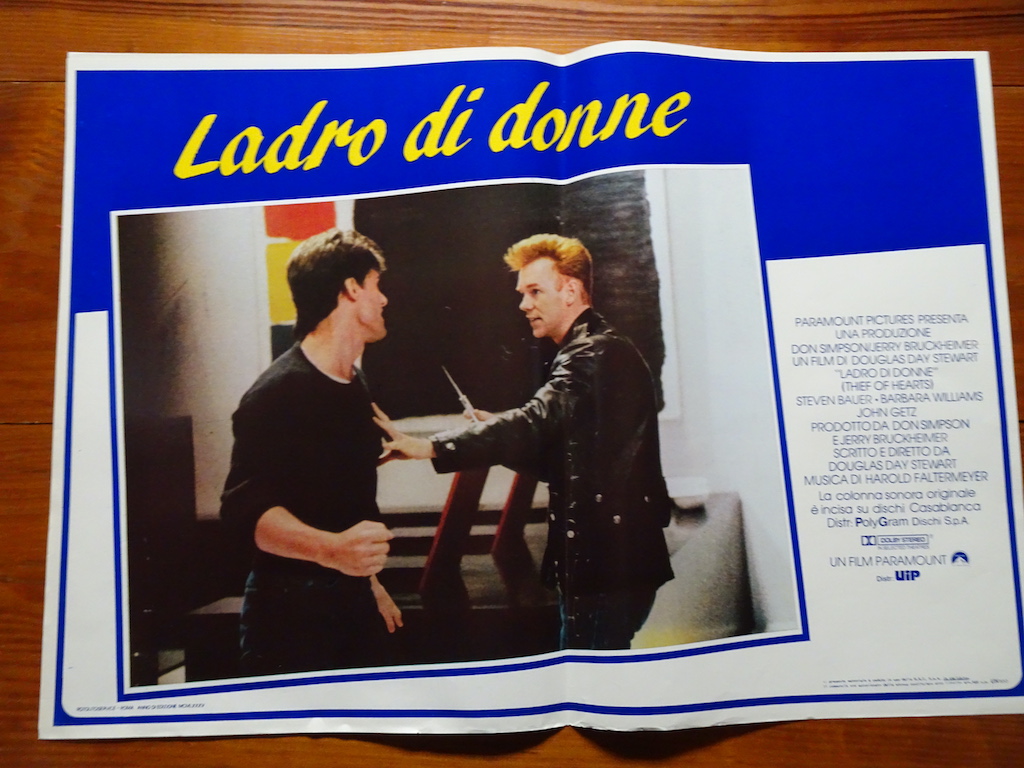 Ladro di donne
PARAMOUNT PICTURES PRESENTA
UNA PRODUZIONE
DON SIMPSON/JERRY BRUCKHEIMER
UN FILM DI DOUGLAS DAY STEWART
"LADRO DI DONNE"
(THIEF OF HEARTS)
STEVEN BAUER • BARBARA WILLIAMS
JOHN GETZ
PRODOTTO DA DON SIMPSON
E JERRY BRUCKHEIMER
SCRITTO E DIRETTO DA
DOUGLAS DAY STEWART
MUSICA DI HAROLD FALTERMEYER
La colonna sonora originale
è incisa su dischi Casablanca
Distr: PolyGram Dischi S.p.A.
DOLBY STEREO
IN SELECTED THEATRES
UN FILM PARAMOUNT
Distr: UIP